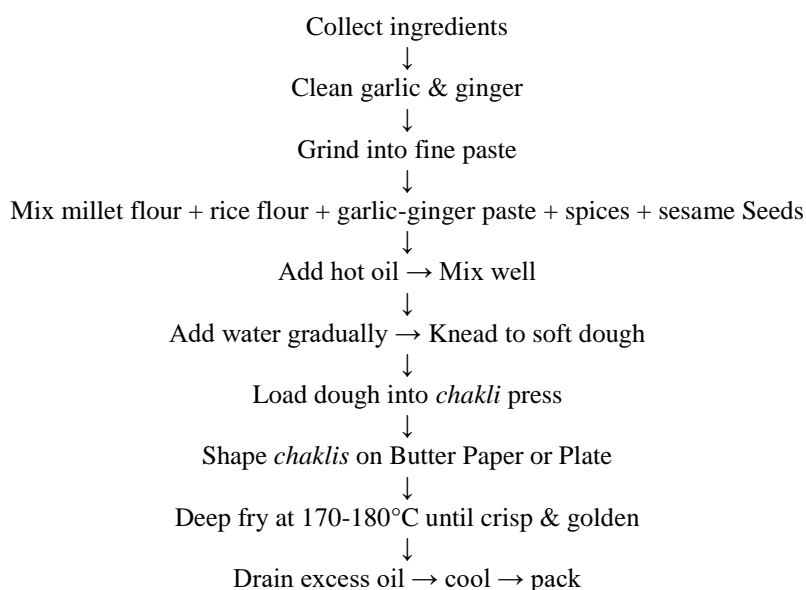 Collect ingredients
↓
Clean garlic & ginger
↓
Grind into fine paste
↓
Mix millet flour + rice flour + garlic-ginger paste + spices + sesame Seeds
↓
Add hot oil → Mix well
↓
Add water gradually → Knead to soft dough
↓
Load dough into chakli press
↓
Shape chaklis on Butter Paper or Plate
↓
Deep fry at 170-180°C until crisp & golden
↓
Drain excess oil → cool → pack